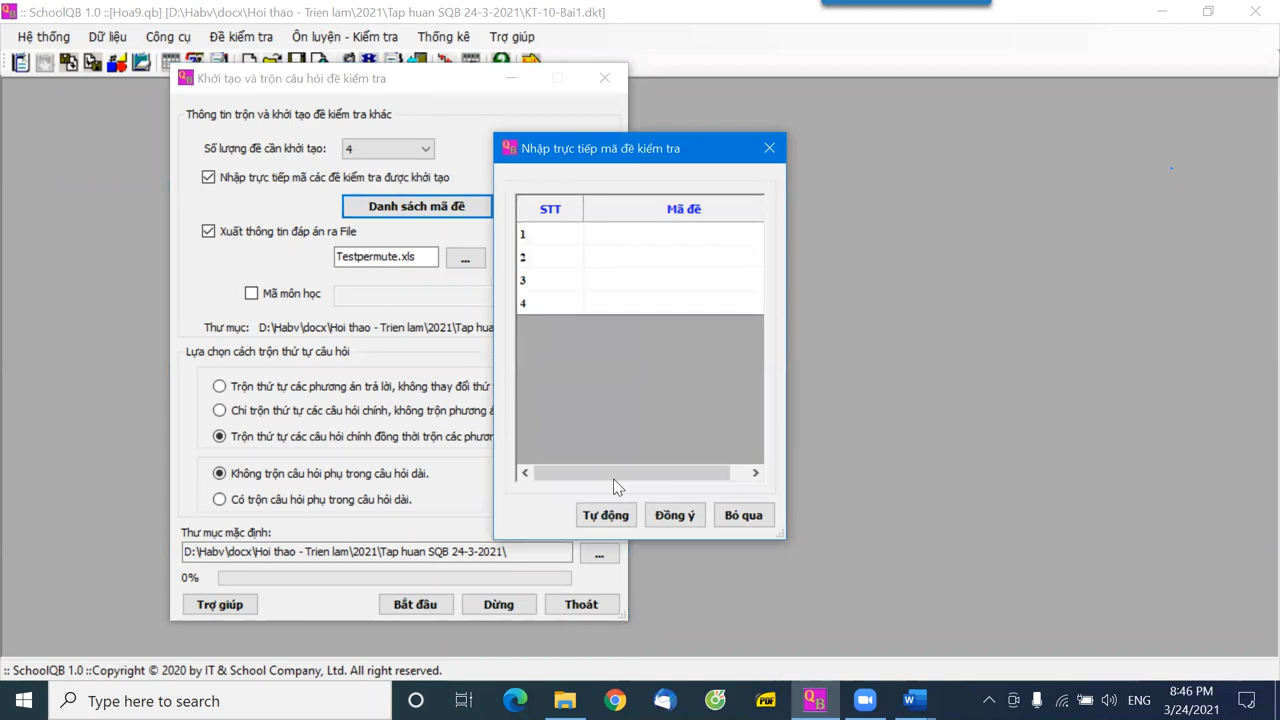 :: SchoolQB 1.0 ::[Hoa9.qb] [D:\Habv\docx\Hoi thao - Trien lam\2021\Tap huan SQB 24-3-2021\KT-10-Bai1.dkt]
Hệ thống Dữ liệu Công cụ Đề kiểm tra Ôn luyện - Kiểm tra Thống kê Trợ giúp
Khởi tạo và trộn câu hỏi đề kiểm tra
Thông tin trộn và khởi tạo đề kiểm tra khác
Số lượng đề cần khởi tạo: 4
Nhập trực tiếp mã các đề kiểm tra được khởi tạo
Danh sách mã đề
Xuất thông tin đáp án ra File
Testpermute.xls ...
Mã môn học
Thư mục: D:\Habv\docx\Hoi thao - Trien lam\2021\Tap huan SQB 24-3-2021\
Lựa chọn cách trộn thứ tự câu hỏi
Trộn thứ tự các phương án trả lời, không thay đổi thứ
Chỉ trộn thứ tự các câu hỏi chính, không trộn phương á
Trộn thứ tự các câu hỏi chính đồng thời trộn các phươn
Không trộn câu hỏi phụ trong câu hỏi dài.
Có trộn câu hỏi phụ trong câu hỏi dài.
Thư mục mặc định:
D:\Habv\docx\Hoi thao - Trien lam\2021\Tap huan SQB 24-3-2021\ ...
0%
Trợ giúp Bắt đầu Dừng Thoát
Nhập trực tiếp mã đề kiểm tra
STT Mã đề
1
2
3
4
Tự động Đồng ý Bỏ qua
:: SchoolQB 1.0 ::Copyright © 2020 by IT & School Company, Ltd. All right reserved.
Type here to search
PDF
QB
ENG
8:46 PM
3/24/2021